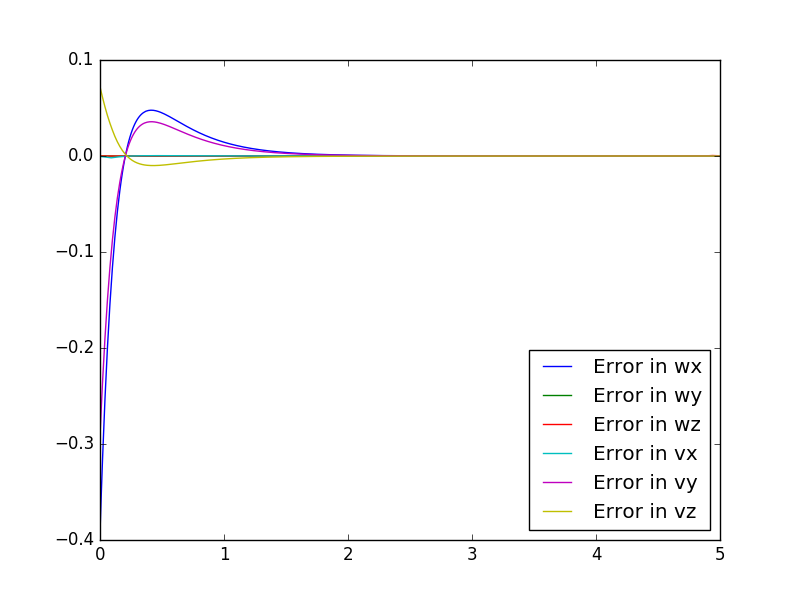 0.1
0.0
−0.1
−0.2
−0.3
−0.4
0 1 2 3 4 5
Error in wx
Error in wy
Error in wz
Error in vx
Error in vy
Error in vz